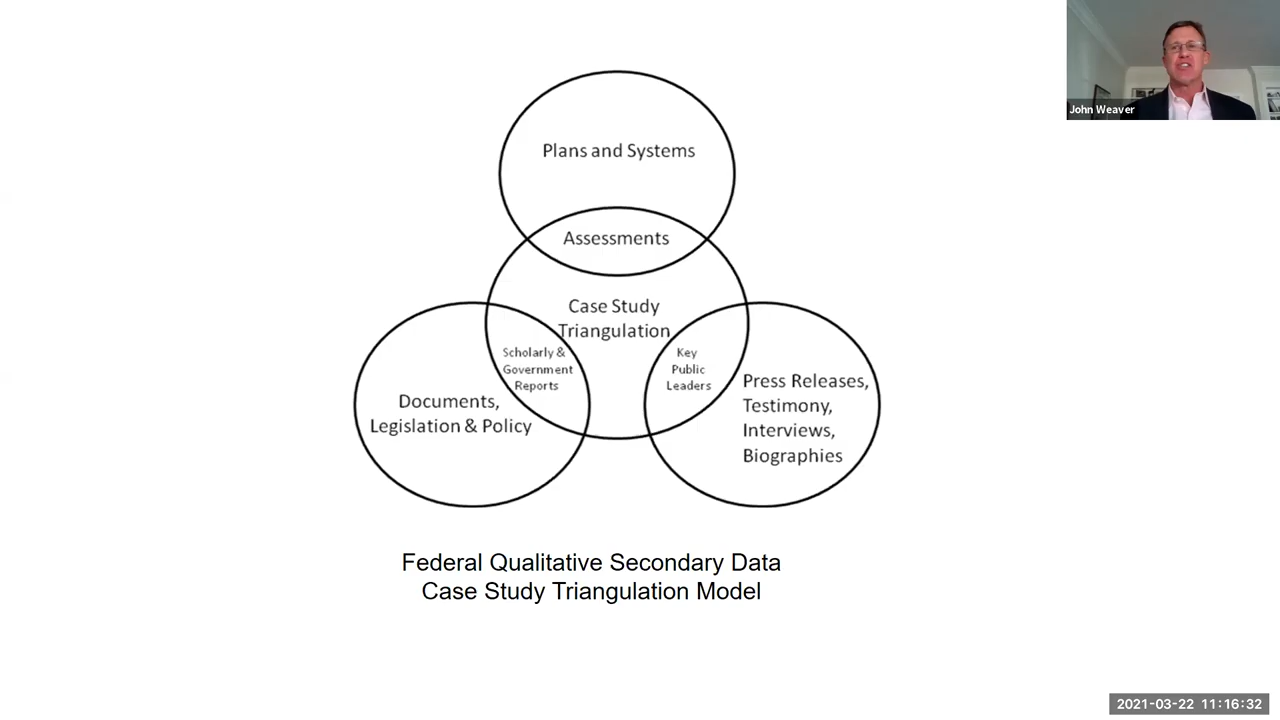 John Weaver
Plans and Systems
Assessments
Case Study
Triangulation
Scholarly &
Government
Reports
Key
Public
Leaders
Documents,
Legislation & Policy
Press Releases,
Testimony,
Interviews,
Biographies
Federal Qualitative Secondary Data
Case Study Triangulation Model
2021-03-22 11:16:32